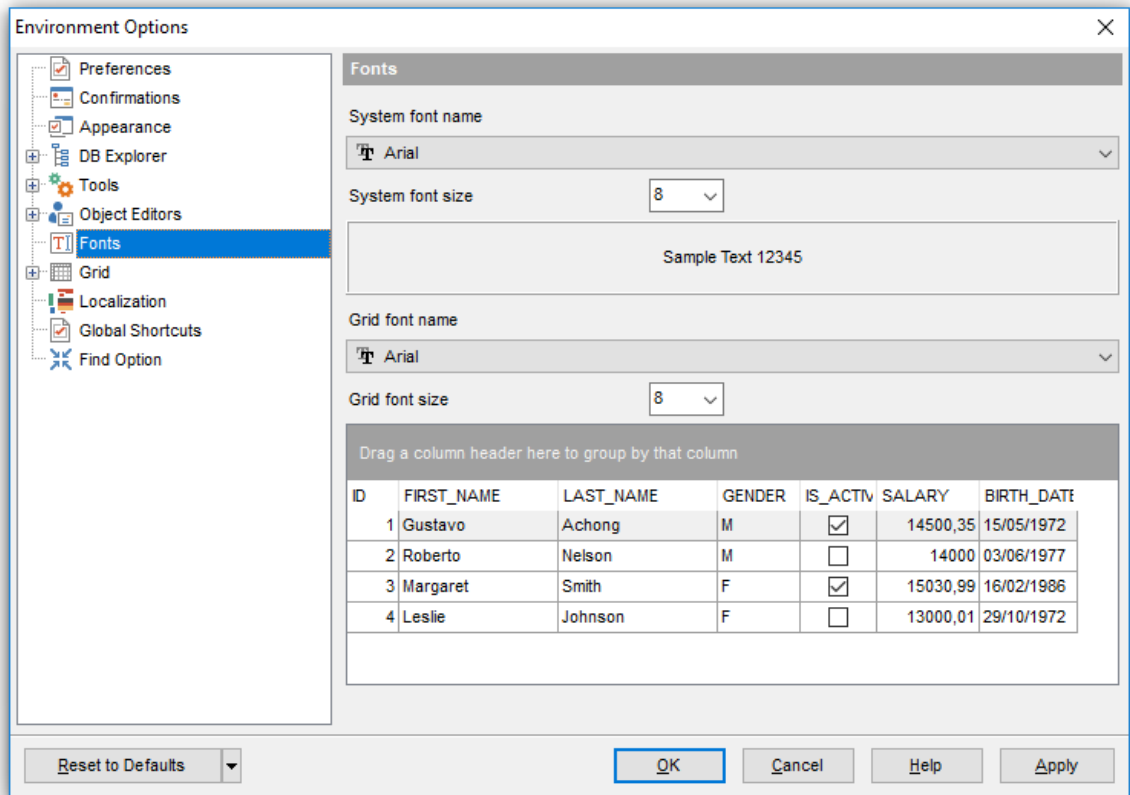 Environment Options
Preferences
Confirmations
Appearance
DB Explorer
Tools
Object Editors
Fonts
Grid
Localization
Global Shortcuts
Find Option
Fonts
System font name
Arial
System font size 8
Sample Text 12345
Grid font name
Arial
Grid font size 8
Drag a column header here to group by that column
ID FIRST_NAME LAST_NAME GENDER IS_ACTIV SALARY BIRTH_DATE
1 Gustavo Achong M 14500,35 15/05/1972
2 Roberto Nelson M 14000 03/06/1977
3 Margaret Smith F 15030,99 16/02/1986
4 Leslie Johnson F 13000,01 29/10/1972
Reset to Defaults OK Cancel Help Apply